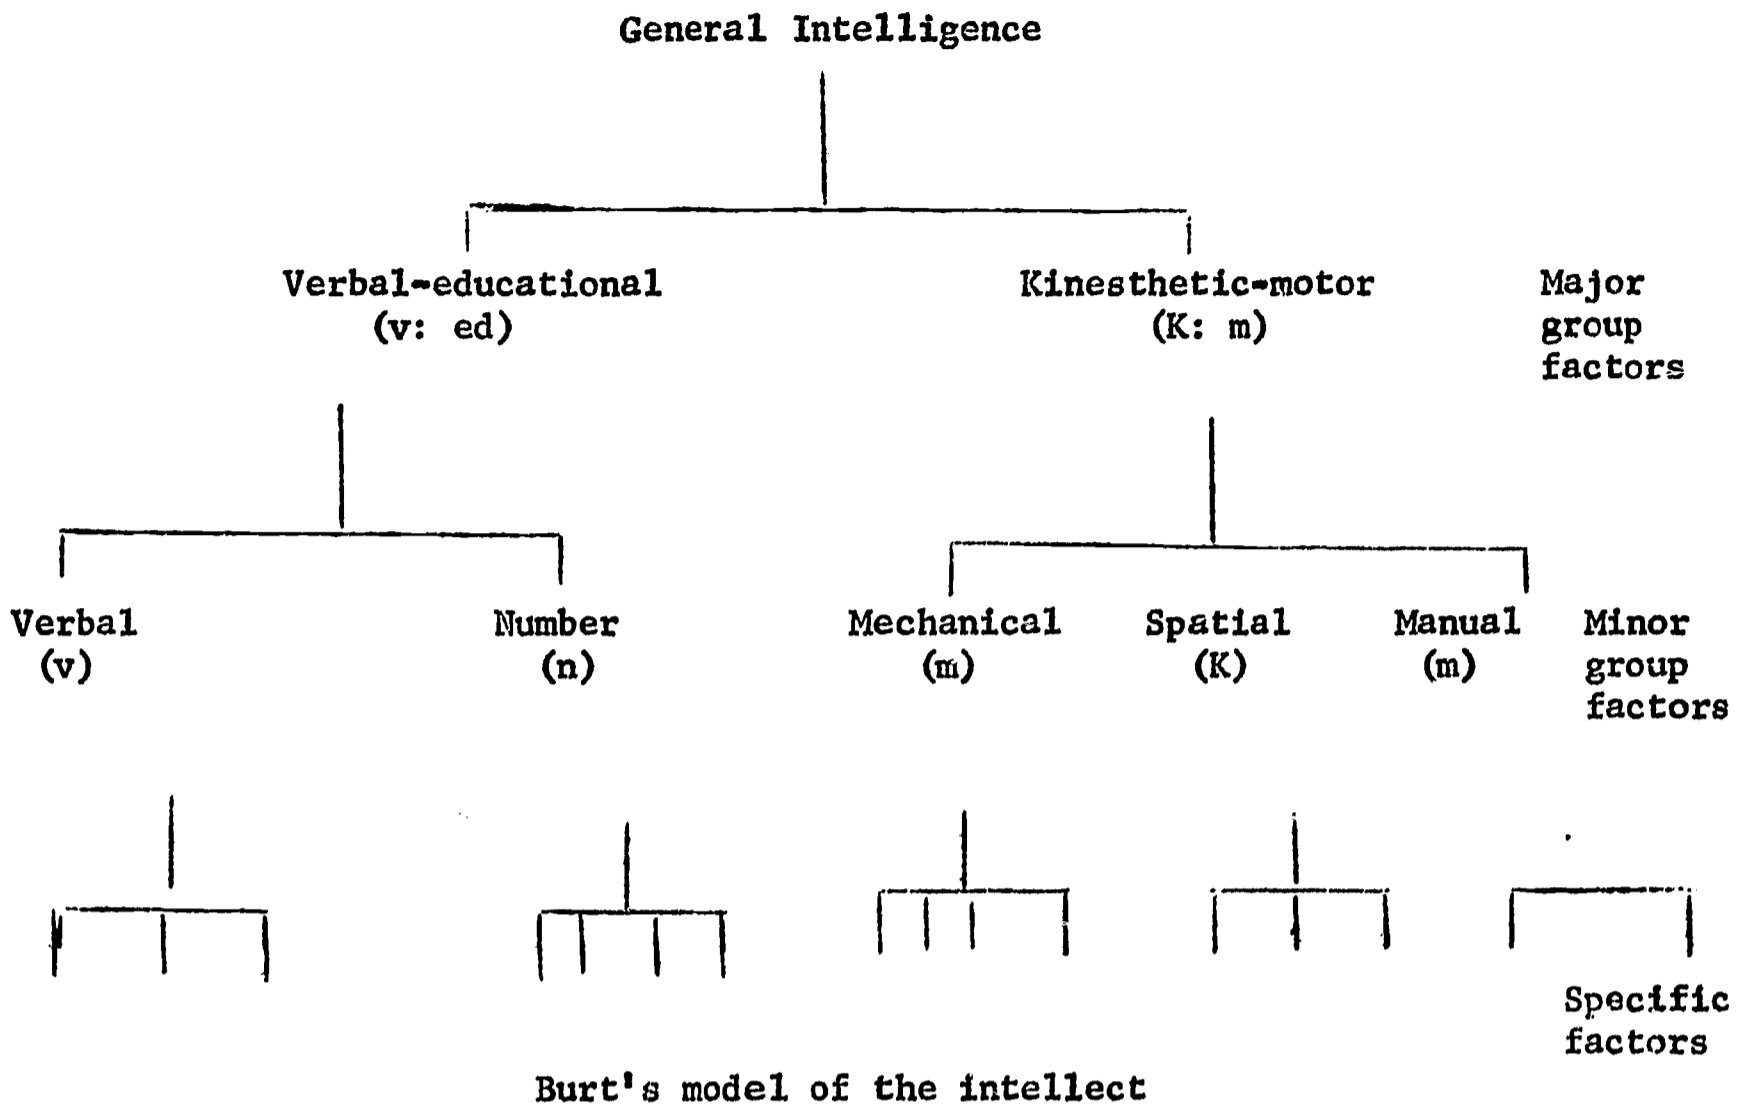 General Intelligence
Verbal-educational
(v: ed)
Kinesthetic-motor
(K: m)
Major
group
factors
Verbal
(v)
Number
(n)
Mechanical
(m)
Spatial
(K)
Manual
(m)
Minor
group
factors
Specific
factors
Burt's model of the intellect